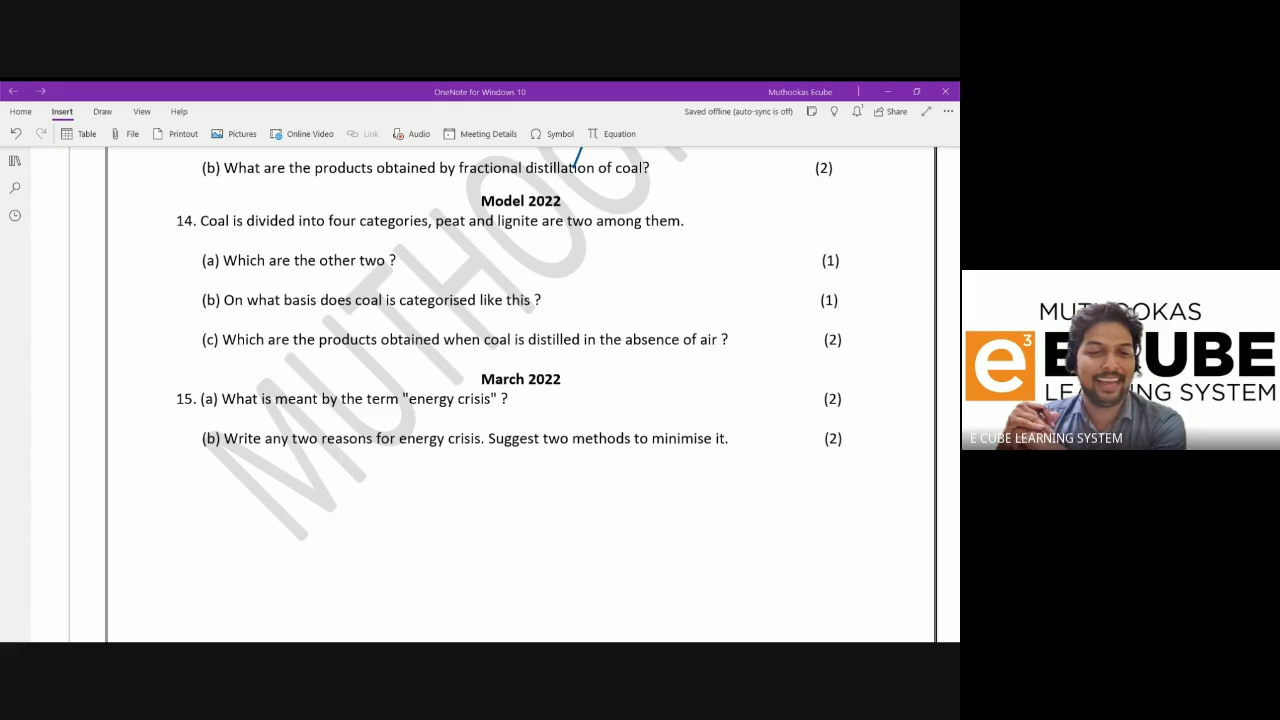 OneNote for Windows 10
Muthookas Ecube
Home Insert Draw View Help
Saved offline (auto-sync is off) Share
Table File Printout Pictures Online Video Link Audio Meeting Details Symbol Equation
(b) What are the products obtained by fractional distillation of coal? (2)
Model 2022
14. Coal is divided into four categories, peat and lignite are two among them.
(a) Which are the other two ? (1)
(b) On what basis does coal is categorised like this ? (1)
(c) Which are the products obtained when coal is distilled in the absence of air ? (2)
March 2022
15. (a) What is meant by the term "energy crisis" ? (2)
(b) Write any two reasons for energy crisis. Suggest two methods to minimise it. (2)
E CUBE LEARNING SYSTEM